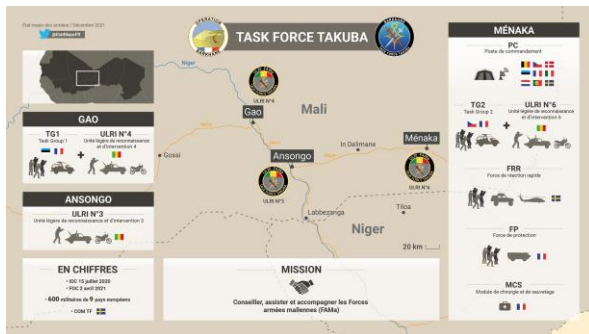 État-major des armées / Décembre 2021
@EtatMajorFR
OPÉRATION
BARKHANE
TASK FORCE TAKUBA
GAO
TG1
Task Group 1
ULRI N°4
Unité légère de reconnaissance
et d'intervention 4
ANSONGO
ULRI N°3
Unité légère de reconnaissance et d'intervention 3
EN CHIFFRES
• IOC 15 juillet 2020
• FOC 2 avril 2021
• 600 militaires de 9 pays européens
• COM TF
Niger
ULRI N°4
Gao
Mali
Gossi
Ansongo
In Delimane
Ménaka
ULRI N°3
ULRI N°6
Labbezanga
Tiloa
Niger
20 km
MISSION
Conseiller, assister et accompagner les Forces
armées maliennes (FAMa)
MÉNAKA
PC
Poste de commandement
TG2
Task Group 2
ULRI N°6
Unité légère de reconnaissance
et d'intervention 6
FRR
Force de réaction rapide
FP
Force de protection
MCS
Module de chirurgie et de sauvetage